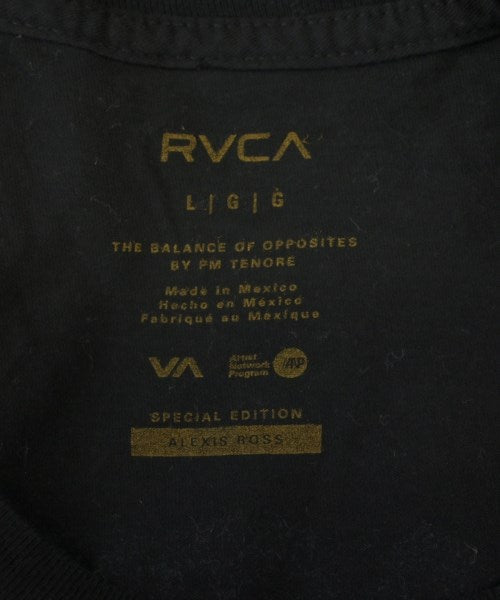 RVCA
L | G | G
THE BALANCE OF OPPOSITES
BY PM TENORE
Made in Mexico
Hecho en México
Fabriqué au Mexique
VA
Artist
Network
Program
ANP
SPECIAL EDITION
ALEXIS ROSS